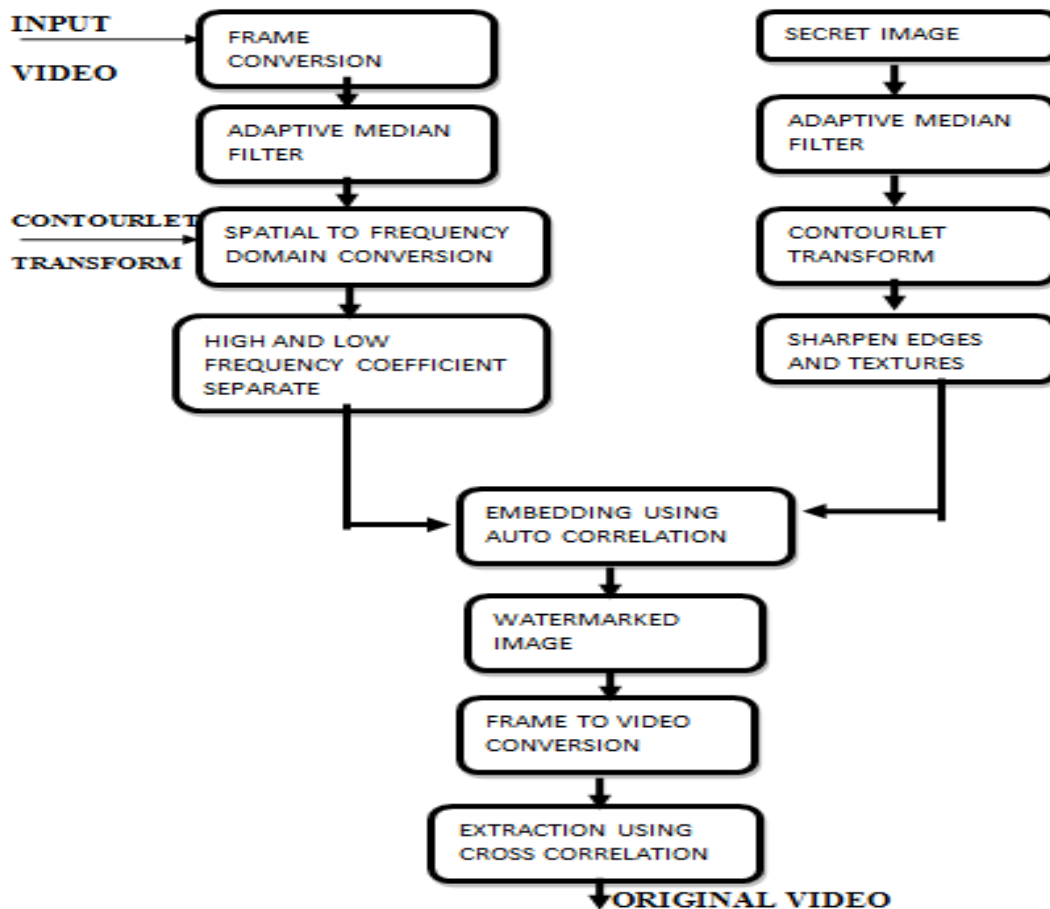 INPUT
VIDEO
FRAME
CONVERSION
ADAPTIVE MEDIAN
FILTER
CONTOURLET
TRANSFORM
SPATIAL TO FREQUENCY
DOMAIN CONVERSION
HIGH AND LOW
FREQUENCY COEFFICIENT
SEPARATE
SECRET IMAGE
ADAPTIVE MEDIAN
FILTER
CONTOURLET
TRANSFORM
SHARPEN EDGES
AND TEXTURES
EMBEDDING USING
AUTO CORRELATION
WATERMARKED
IMAGE
FRAME TO VIDEO
CONVERSION
EXTRACTION USING
CROSS CORRELATION
ORIGINAL VIDEO